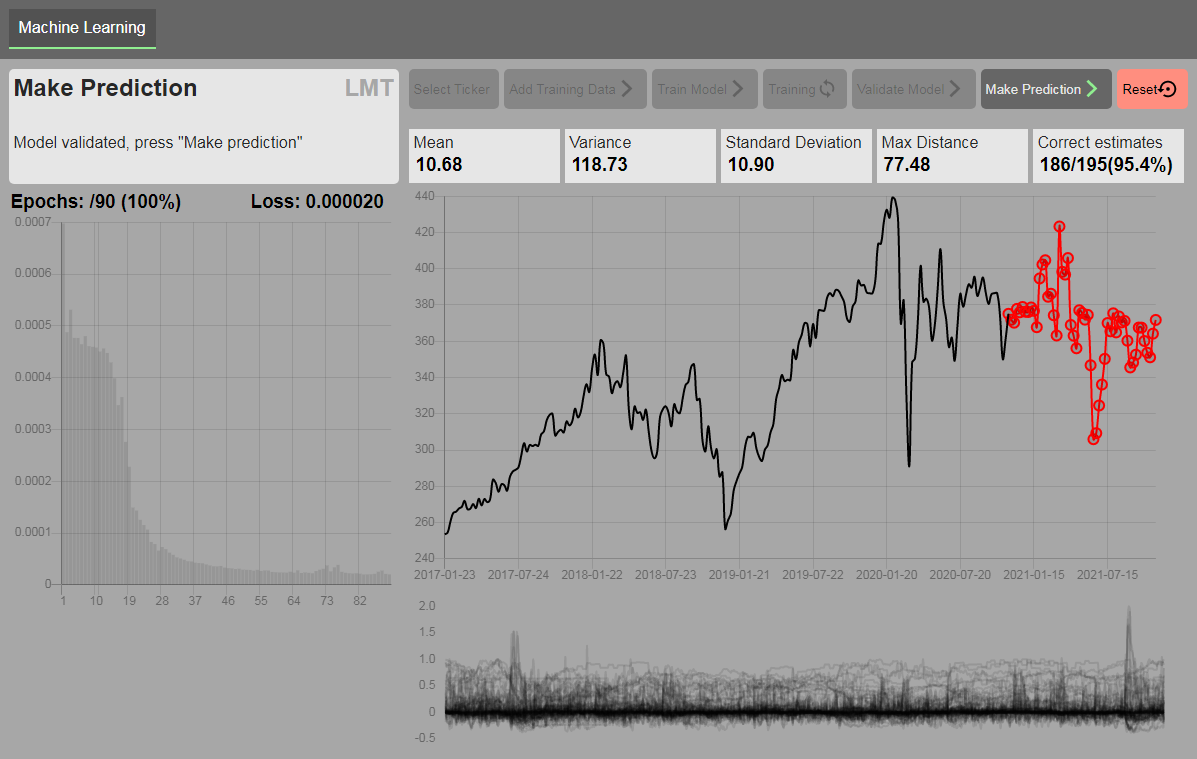 Machine Learning
Make Prediction LMT
Model validated, press "Make prediction"
Select Ticker Add Training Data Train Model Training Validate Model Make Prediction Reset
Mean Variance Standard Deviation Max Distance Correct estimates
10.68 118.73 10.90 77.48 186/195(95.4%)
Epochs: /90 (100%) Loss: 0.000020
0.0007
0.0006
0.0005
0.0004
0.0003
0.0002
0.0001
0
1 10 19 28 37 46 55 64 73 82
440
420
400
380
360
340
320
300
280
260
240
2017-01-23 2017-07-24 2018-01-22 2018-07-23 2019-01-21 2019-07-22 2020-01-20 2020-07-20 2021-01-15 2021-07-15
2.0
1.5
1.0
0.5
0
-0.5